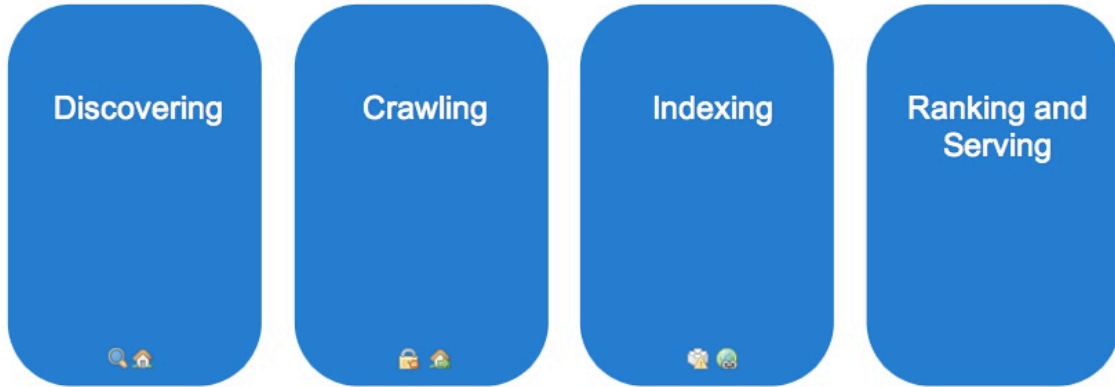 Discovering
Crawling
Indexing
Ranking and
Serving